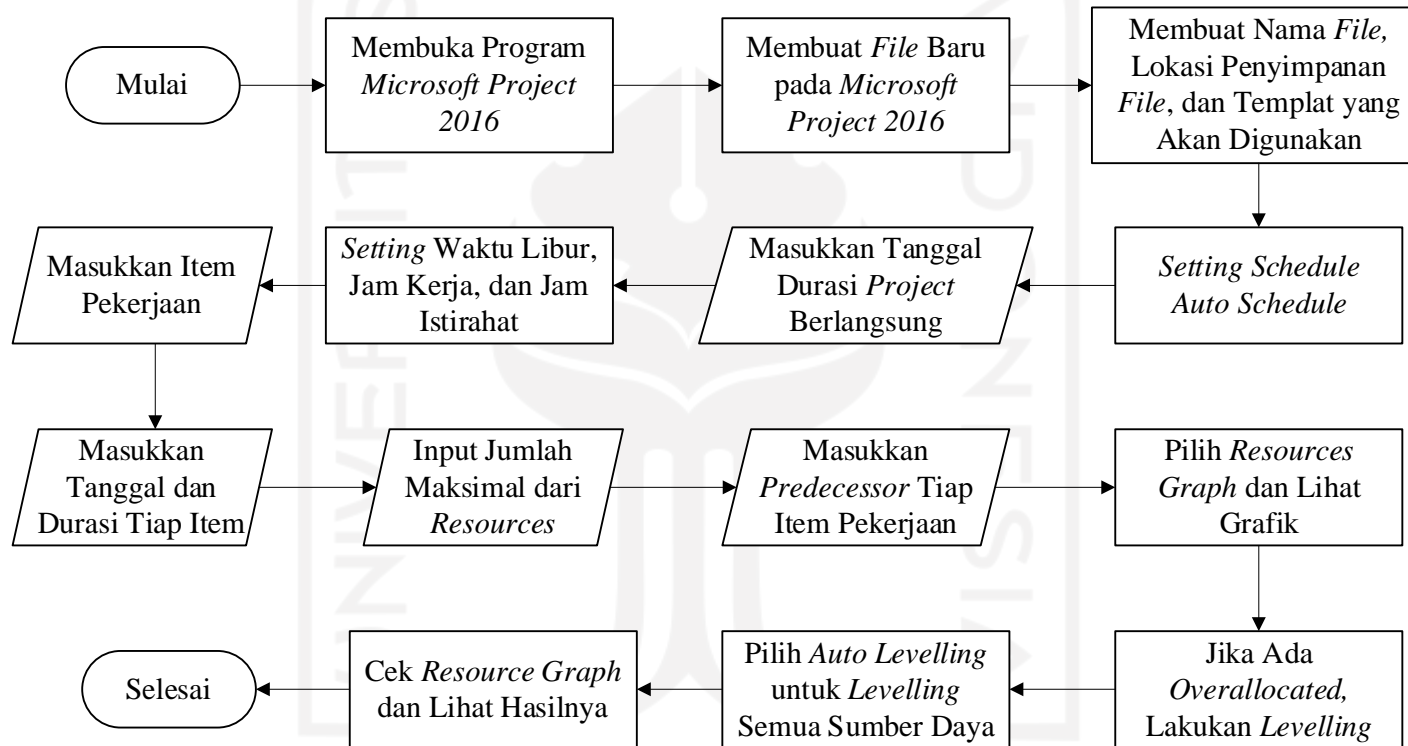 Mulai
Membuka Program
Microsoft Project
2016
Membuat File Baru
pada Microsoft
Project 2016
Membuat Nama File,
Lokasi Penyimpanan
File, dan Templat yang
Akan Digunakan
Setting Schedule
Auto Schedule
Masukkan Tanggal
Durasi Project
Berlangsung
Setting Waktu Libur,
Jam Kerja, dan Jam
Istirahat
Masukkan Item
Pekerjaan
Masukkan
Tanggal dan
Durasi Tiap Item
Input Jumlah
Maksimal dari
Resources
Masukkan
Predecessor Tiap
Item Pekerjaan
Pilih Resources
Graph dan Lihat
Grafik
Jika Ada
Overallocated,
Lakukan Levelling
Pilih Auto Levelling
untuk Levelling
Semua Sumber Daya
Cek Resource Graph
dan Lihat Hasilnya
Selesai